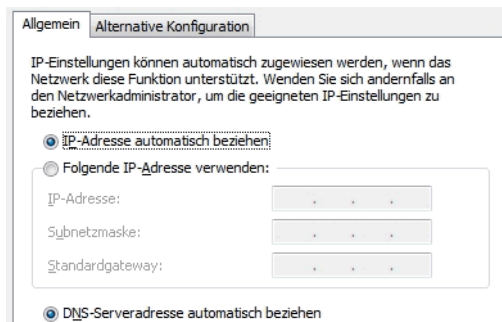 Allgemein Alternative Konfiguration
IP-Einstellungen können automatisch zugewiesen werden, wenn das
Netzwerk diese Funktion unterstützt. Wenden Sie sich andernfalls an
den Netzwerkadministrator, um die geeigneten IP-Einstellungen zu
beziehen.
IP-Adresse automatisch beziehen
Folgende IP-Adresse verwenden:
IP-Adresse:
Subnetzmaske:
Standardgateway:
DNS-Serveradresse automatisch beziehen